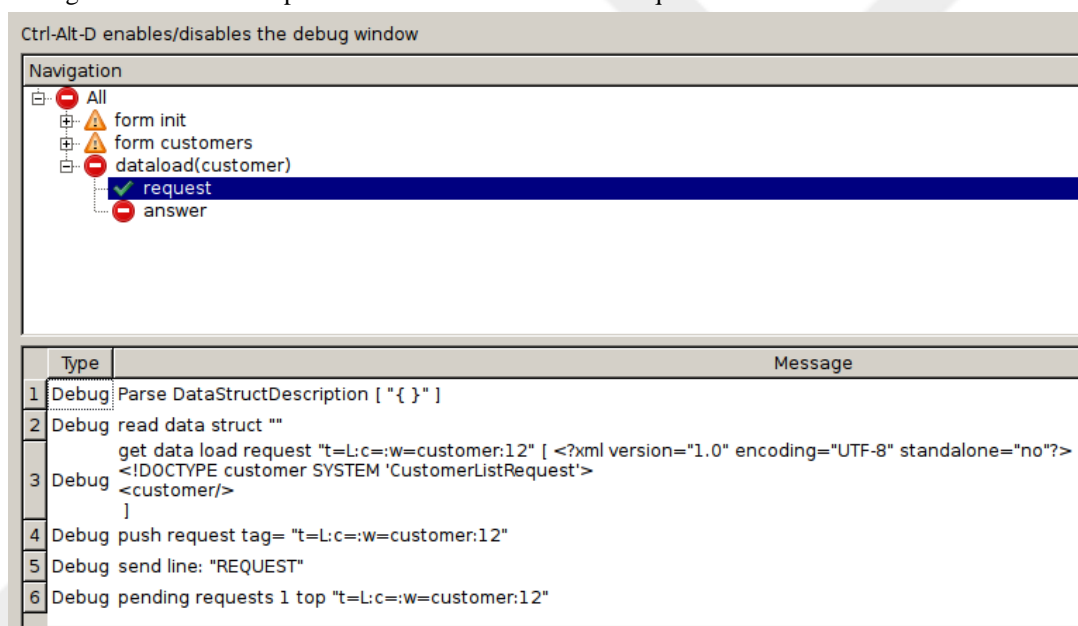 Ctrl-Alt-D enables/disables the debug window
Navigation
All
form init
form customers
dataload(customer)
request
answer
Type Message
1 Debug Parse DataStructDescription [ "{ }" ]
2 Debug read data struct ""
3 Debug get data load request "t=L:c=:w=customer:12" [ <?xml version="1.0" encoding="UTF-8" standalone="no"?>
<!DOCTYPE customer SYSTEM 'CustomerListRequest'>
<customer/>
]
4 Debug push request tag= "t=L:c=:w=customer:12"
5 Debug send line: "REQUEST"
6 Debug pending requests 1 top "t=L:c=:w=customer:12"